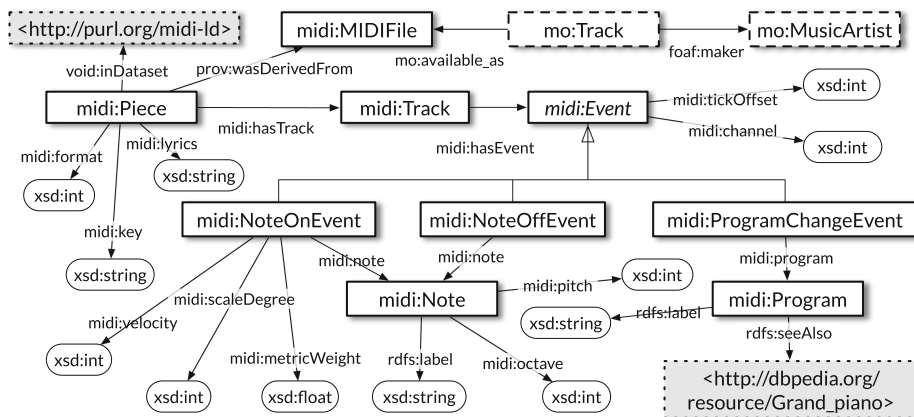 <http://purl.org/midi-ld>
midi:MIDIFile
mo:Track
mo:MusicArtist
void:inDataset
prov:wasDerivedFrom
mo:available_as
foaf:maker
midi:Piece
midi:Track
midi:Event
midi:tickOffset
xsd:int
midi:hasTrack
midi:hasEvent
midi:channel
xsd:int
midi:format
midi:lyrics
xsd:int
xsd:string
midi:key
xsd:string
midi:NoteOnEvent
midi:NoteOffEvent
midi:ProgramChangeEvent
midi:note
midi:note
midi:program
midi:scaleDegree
midi:velocity
midi:metricWeight
midi:Note
midi:pitch
xsd:int
midi:Program
xsd:string
rdfs:label
rdfs:seeAlso
xsd:int
xsd:int
xsd:float
rdfs:label
midi:octave
xsd:string
xsd:int
<http://dbpedia.org/
resource/Grand_piano>